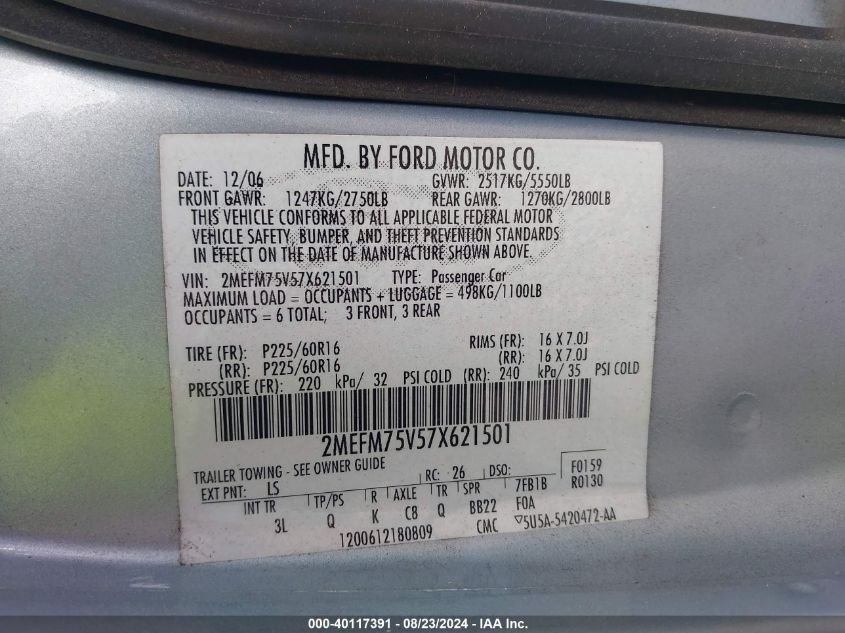 MFD. BY FORD MOTOR CO.
DATE: 12/06 GVWR: 2517KG/5550LB
FRONT GAWR: 1247KG/2750LB REAR GAWR: 1270KG/2800LB
THIS VEHICLE CONFORMS TO ALL APPLICABLE FEDERAL MOTOR
VEHICLE SAFETY, BUMPER, AND THEFT PREVENTION STANDARDS
IN EFFECT ON THE DATE OF MANUFACTURE SHOWN ABOVE.
VIN: 2MEFM75V57X621501 TYPE: Passenger Car
MAXIMUM LOAD = OCCUPANTS + LUGGAGE = 498KG/1100LB
OCCUPANTS = 6 TOTAL; 3 FRONT, 3 REAR
TIRE (FR): P225/60R16 RIMS (FR): 16 X 7.0J
(RR): P225/60R16 (RR): 16 X 7.0J
PRESSURE (FR): 220 kPa/ 32 PSI COLD (RR): 240 kPa/ 35 PSI COLD
2MEFM75V57X621501
TRAILER TOWING - SEE OWNER GUIDE
EXT PNT: LS RC: 26 DSO: F0159
R0130
INT TR TP/PS R AXLE TR SPR 7FB1B
3L Q K C8 Q BB22 FOA
1200612180809 CMC ▽5U5A-5420472-AA
000-40117391 - 08/23/2024 - IAA Inc.